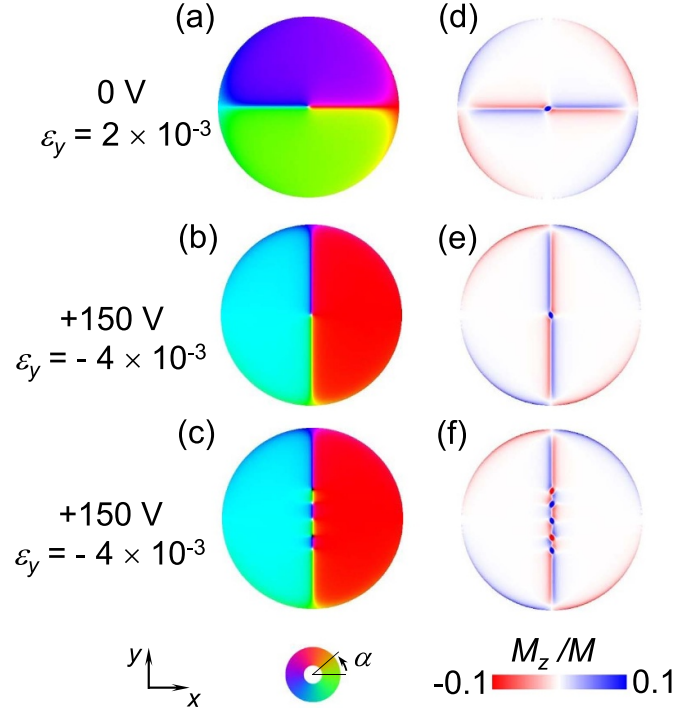 (a) (d)
0 V
εy = 2 × 10-3
(b) (e)
+150 V
εy = - 4 × 10-3
(c) (f)
+150 V
εy = - 4 × 10-3
y x
α
Mz /M
-0.1 0.1